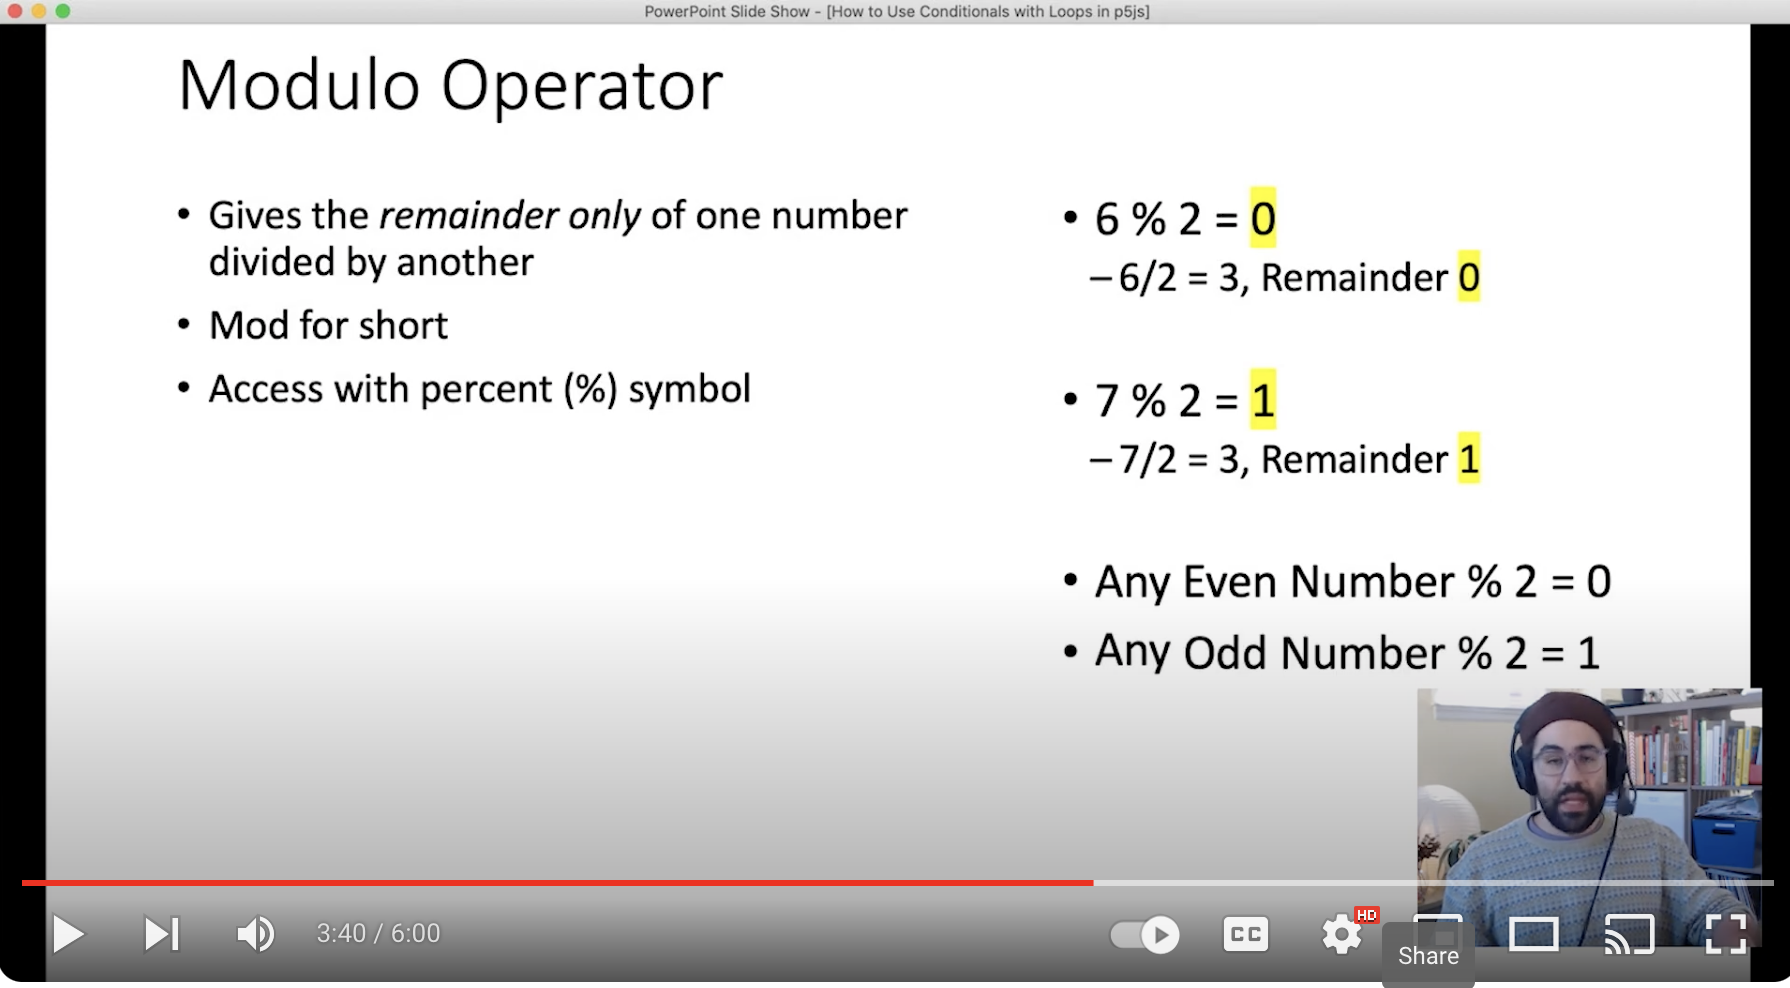 PowerPoint Slide Show - [How to Use Conditionals with Loops in p5js]
Modulo Operator
• Gives the remainder only of one number
divided by another
• Mod for short
• Access with percent (%) symbol
• 6 % 2 = 0
– 6/2 = 3, Remainder 0
• 7 % 2 = 1
– 7/2 = 3, Remainder 1
• Any Even Number % 2 = 0
• Any Odd Number % 2 = 1
3:40 / 6:00
CC
HD
Share